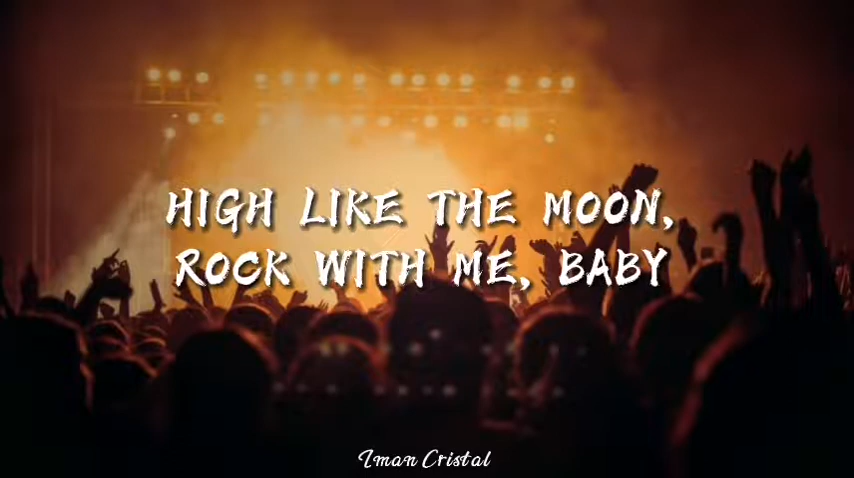 HIGH LIKE THE MOON,
ROCK WITH ME, BABY
Iman Cristal